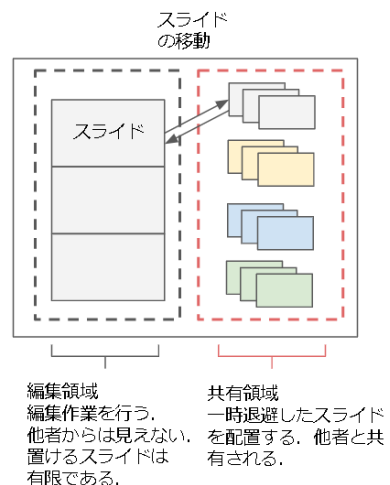 スライド
の移動
スライド
編集領域
編集作業を行う.
他者からは見えない.
置けるスライドは
有限である.
共有領域
一時退避したスライド
を配置する. 他者と共
有される.